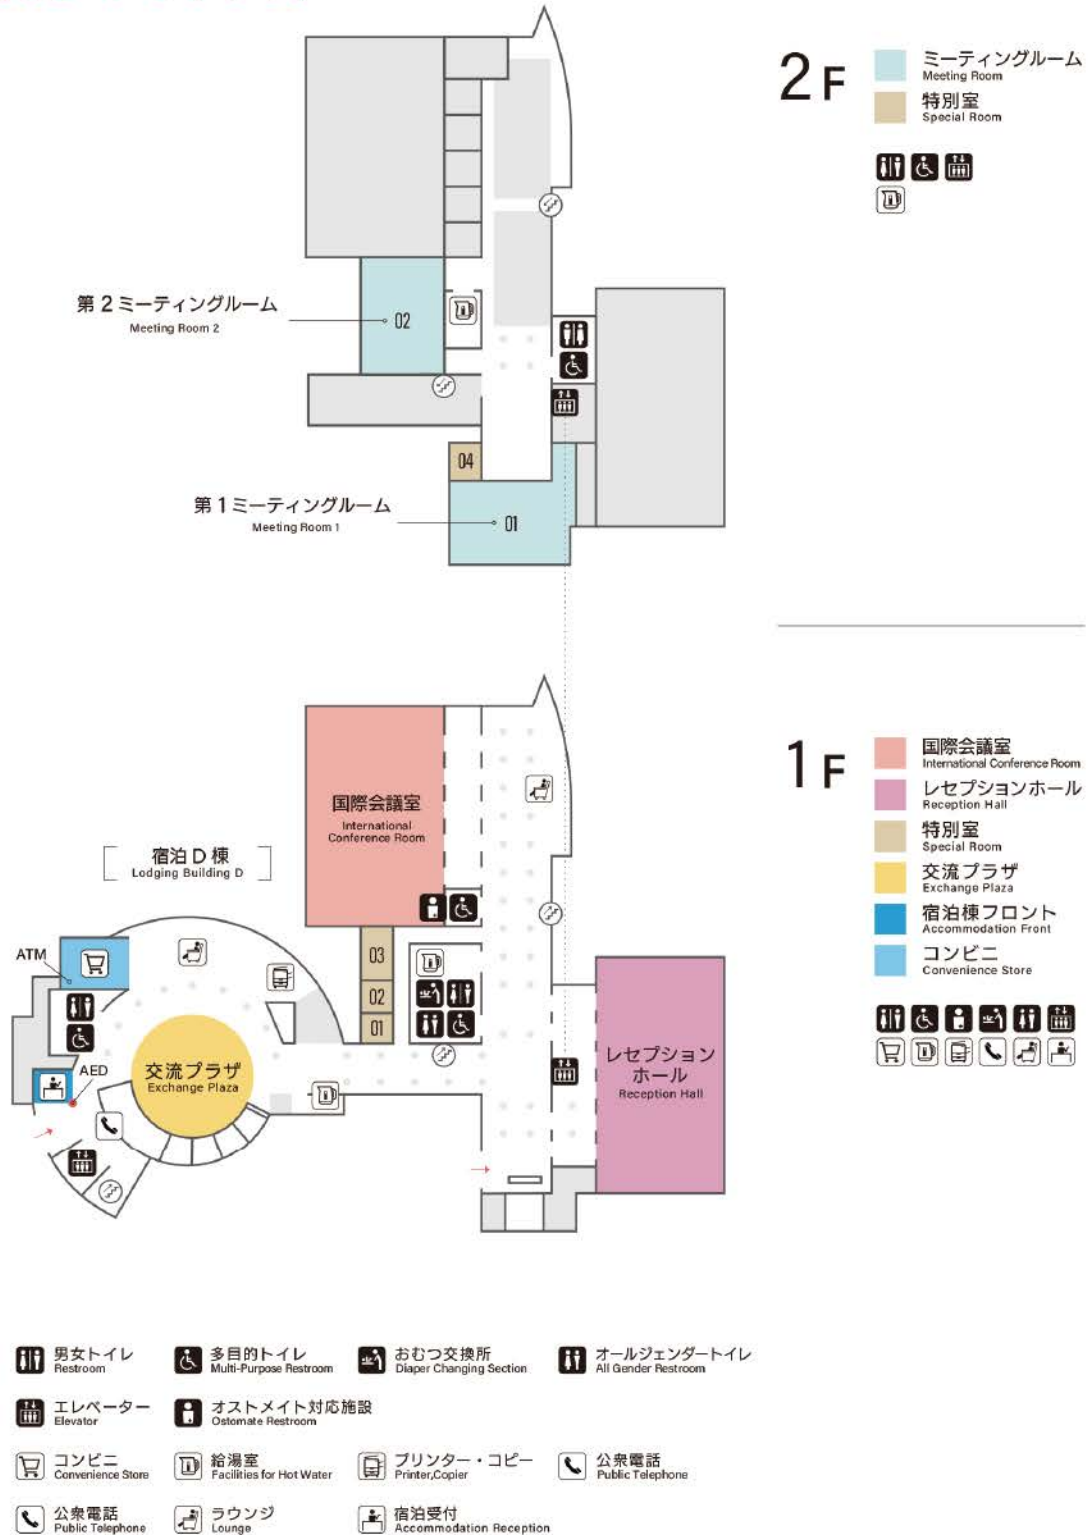 2F
ミーティングルーム
Meeting Room
特別室
Special Room
第2ミーティングルーム
Meeting Room 2
02
04
第1ミーティングルーム
Meeting Room 1
01
1F
国際会議室
International Conference Room
レセプションホール
Reception Hall
特別室
Special Room
交流プラザ
Exchange Plaza
宿泊棟フロント
Accommodation Front
コンビニ
Convenience Store
国際会議室
International
Conference Room
宿泊D棟
Lodging Building D
ATM
03
02
01
AED
交流プラザ
Exchange Plaza
レセプション
ホール
Reception Hall
男女トイレ
Restroom
多目的トイレ
Multi-Purpose Restroom
おむつ交換所
Diaper Changing Section
オールジェンダートイレ
All Gender Restroom
エレベーター
Elevator
オストメイト対応施設
Ostomate Restroom
コンビニ
Convenience Store
給湯室
Facilities for Hot Water
プリンター・コピー
Printer,Copier
公衆電話
Public Telephone
公衆電話
Public Telephone
ラウンジ
Lounge
宿泊受付
Accommodation Reception